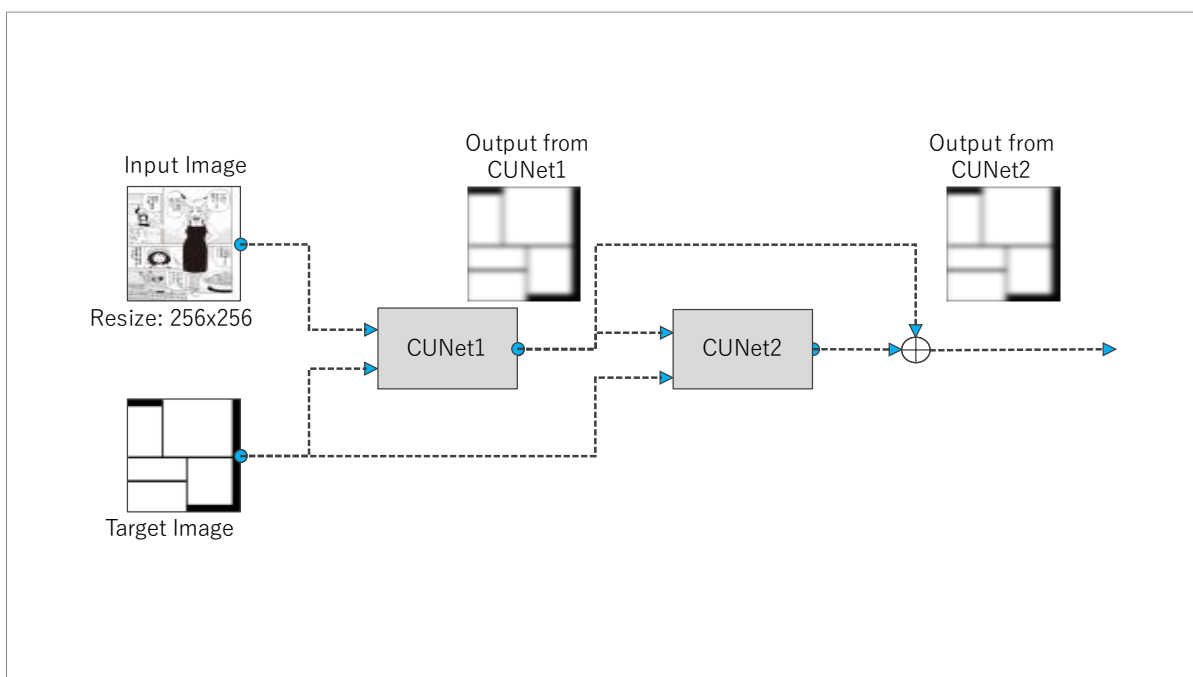 Input Image
Resize: 256x256
Target Image
CUNet1
Output from
CUNet1
CUNet2
Output from
CUNet2